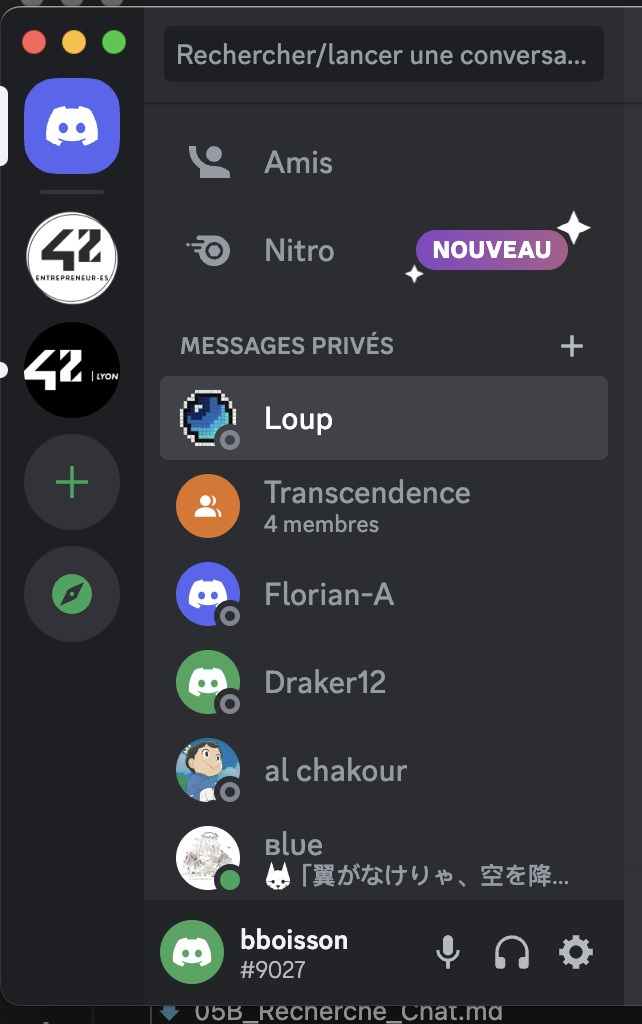 Rechercher/lancer une conversa...
Amis
Nitro
NOUVEAU
42
ENTREPRENEUR-ES
42 | LYON
MESSAGES PRIVÉS
Loup
Transcendence
4 membres
Florian-A
Draker12
al chakour
вlue
「翼がなけりゃ、空を降...
bboisson
#9027
05B_Recherche_Chat.md